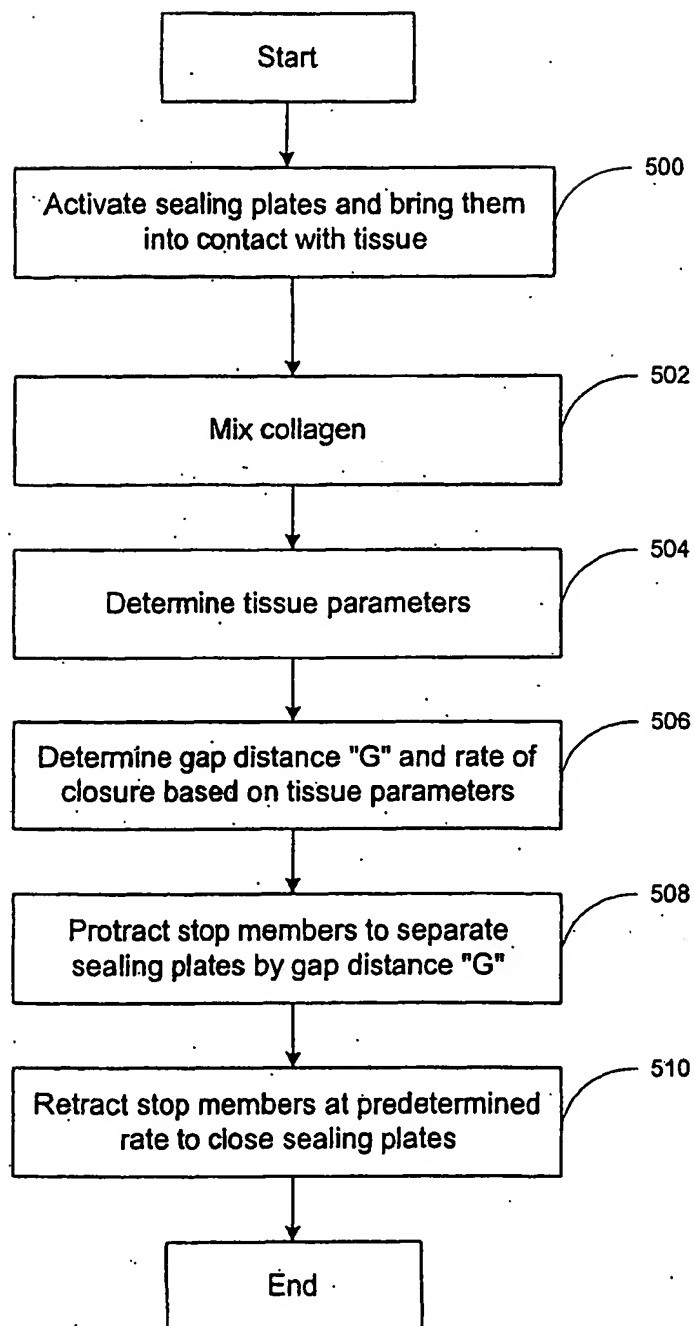 Start
500
Activate sealing plates and bring them
into contact with tissue
502
Mix collagen
504
Determine tissue parameters
506
Determine gap distance "G" and rate of
closure based on tissue parameters
508
Protract stop members to separate
sealing plates by gap distance "G"
510
Retract stop members at predetermined
rate to close sealing plates
End